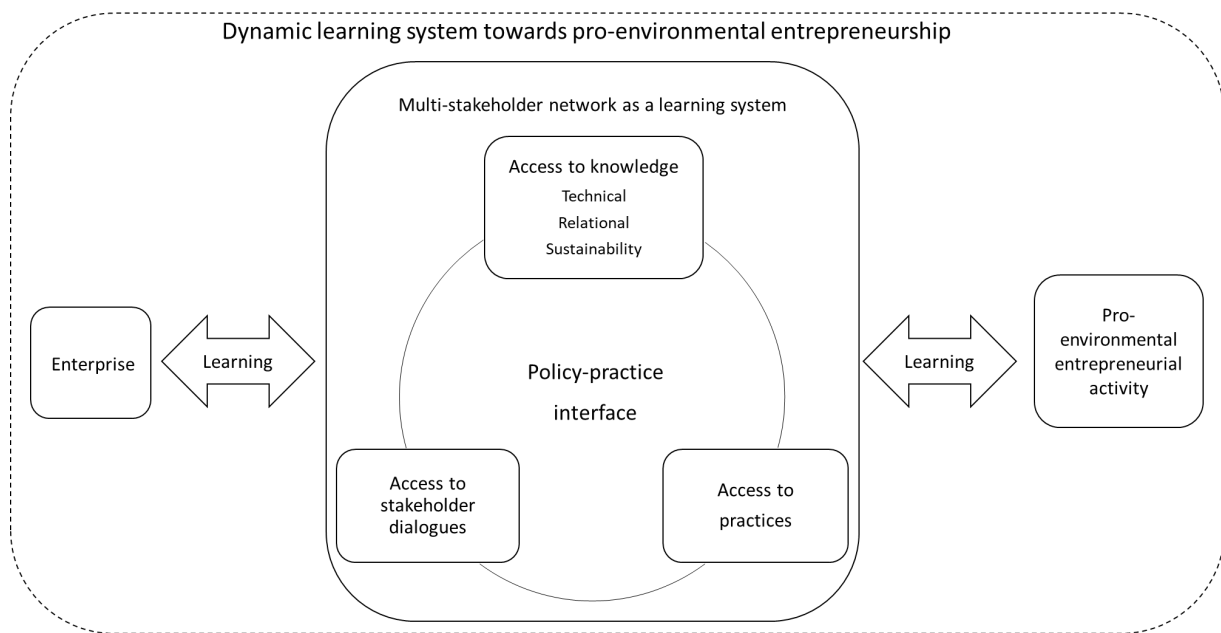 Dynamic learning system towards pro-environmental entrepreneurship
Multi-stakeholder network as a learning system
Access to knowledge
Technical
Relational
Sustainability
Enterprise
Learning
Policy-practice
interface
Learning
Pro-
environmental
entrepreneurial
activity
Access to
stakeholder
dialogues
Access to
practices